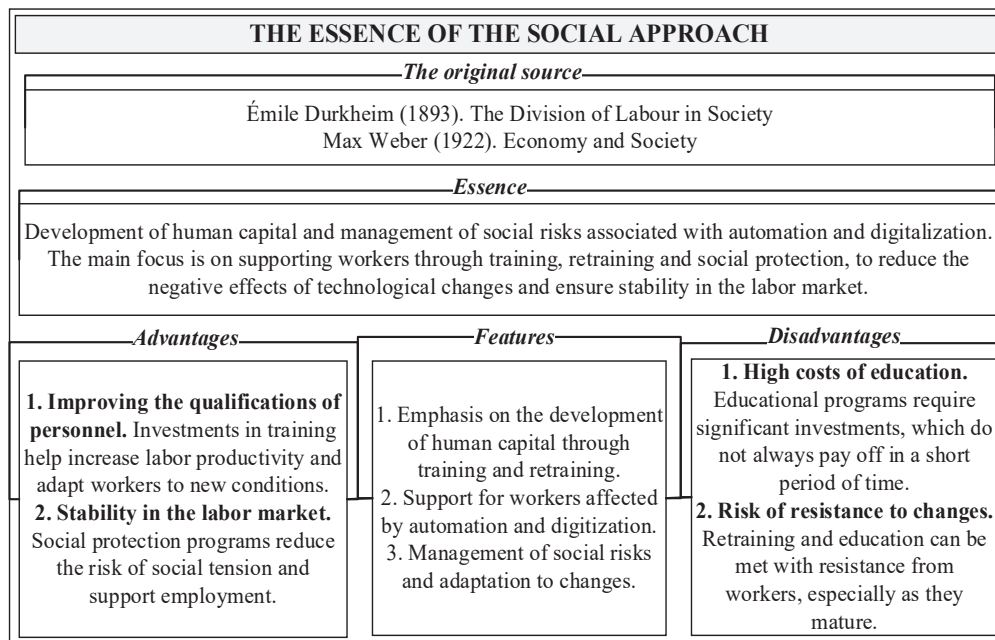 THE ESSENCE OF THE SOCIAL APPROACH
The original source
Émile Durkheim (1893). The Division of Labour in Society
Max Weber (1922). Economy and Society
Essence
Development of human capital and management of social risks associated with automation and digitalization.
The main focus is on supporting workers through training, retraining and social protection, to reduce the
negative effects of technological changes and ensure stability in the labor market.
Advantages
1. Improving the qualifications of
personnel. Investments in training
help increase labor productivity and
adapt workers to new conditions.
2. Stability in the labor market.
Social protection programs reduce
the risk of social tension and
support employment.
Features
1. Emphasis on the development
of human capital through
training and retraining.
2. Support for workers affected
by automation and digitization.
3. Management of social risks
and adaptation to changes.
Disadvantages
1. High costs of education.
Educational programs require
significant investments, which do
not always pay off in a short
period of time.
2. Risk of resistance to changes.
Retraining and education can be
met with resistance from
workers, especially as they
mature.